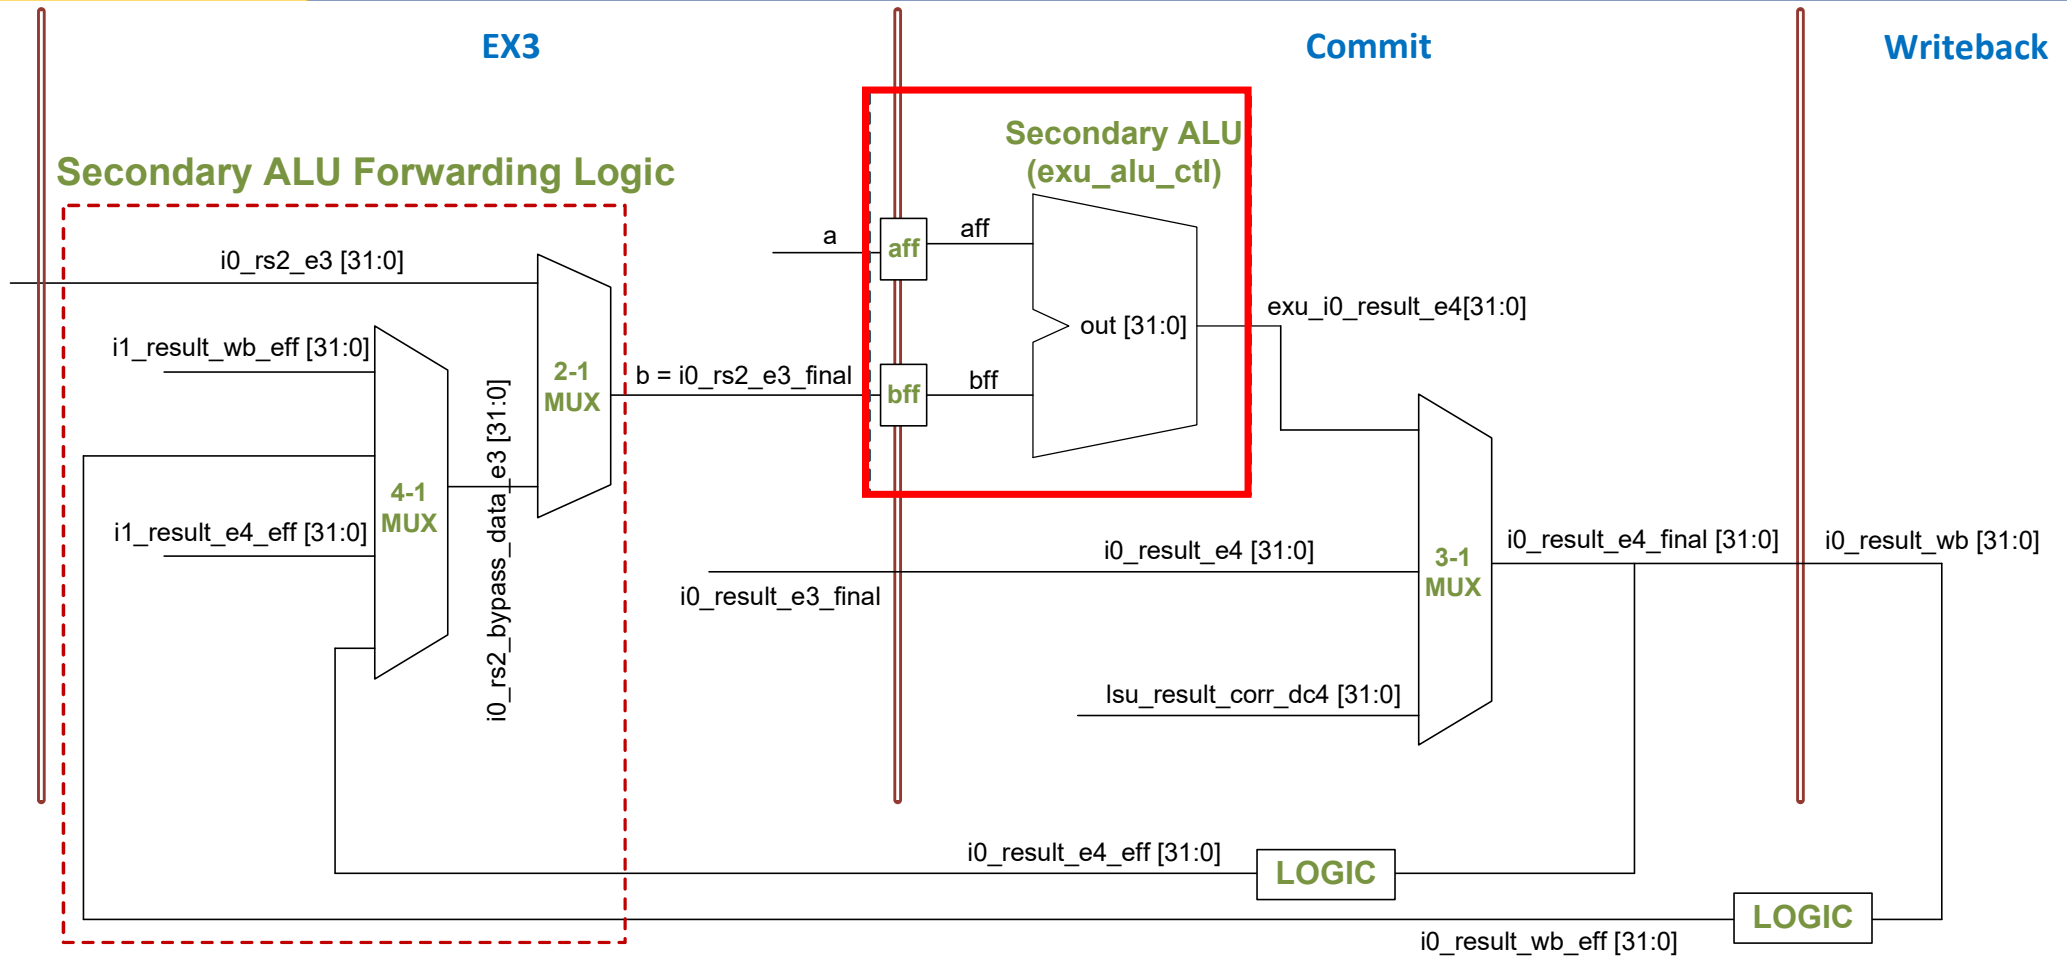 EX3
Commit
Writeback
Secondary ALU
(exu_alu_ctl)
Secondary ALU Forwarding Logic
a
aff
aff
i0_rs2_e3 [31:0]
exu_i0_result_e4[31:0]
out [31:0]
i1_result_wb_eff [31:0]
2-1
MUX
b = i0_rs2_e3_final
bff
bff
i0_rs2_bypass_data_e3 [31:0]
4-1
MUX
i1_result_e4_eff [31:0]
i0_result_e4 [31:0]
i0_result_e3_final
3-1
MUX
i0_result_e4_final [31:0]
i0_result_wb [31:0]
lsu_result_corr_dc4 [31:0]
i0_result_e4_eff [31:0]
LOGIC
LOGIC
i0_result_wb_eff [31:0]